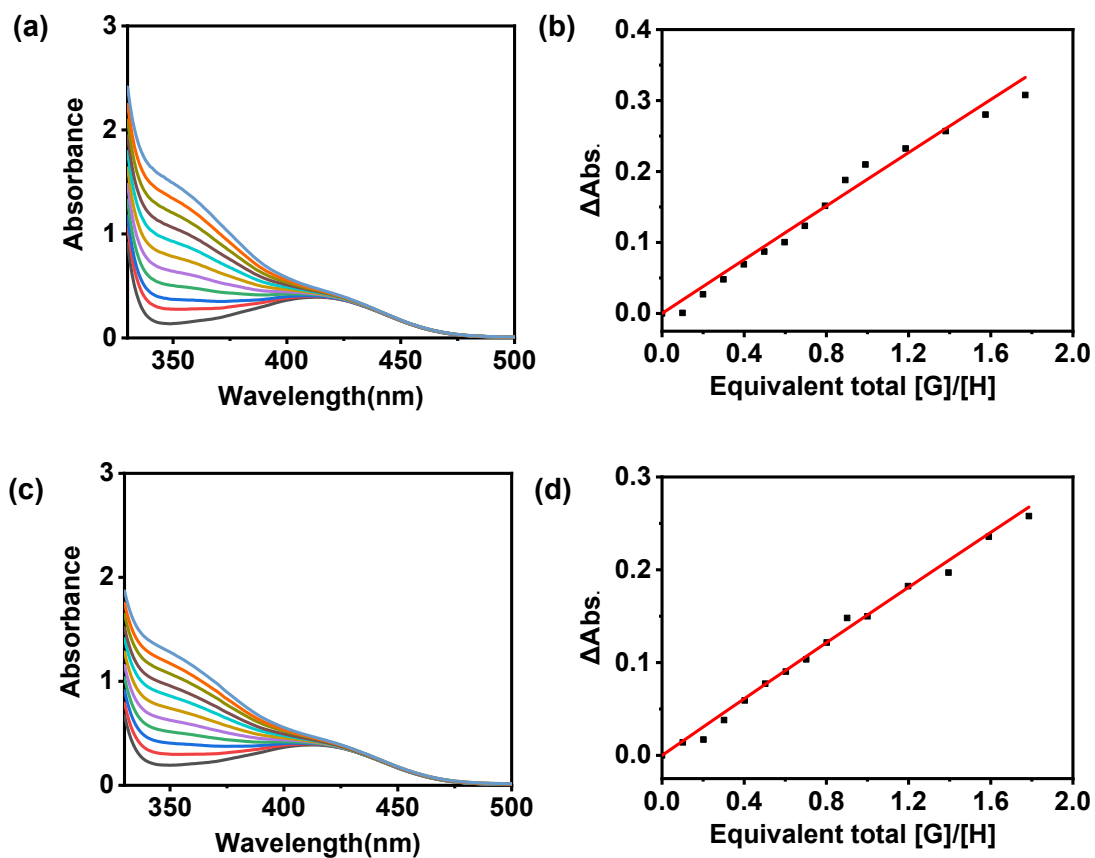 (a)
3
2
1
0
Absorbance
350 400 450 500
Wavelength(nm)
(b)
0.4
0.3
0.2
0.1
0.0
ΔAbs.
0.0 0.4 0.8 1.2 1.6 2.0
Equivalent total [G]/[H]
(c)
3
2
1
0
Absorbance
350 400 450 500
Wavelength(nm)
(d)
0.3
0.2
0.1
0.0
ΔAbs.
0.0 0.4 0.8 1.2 1.6 2.0
Equivalent total [G]/[H]